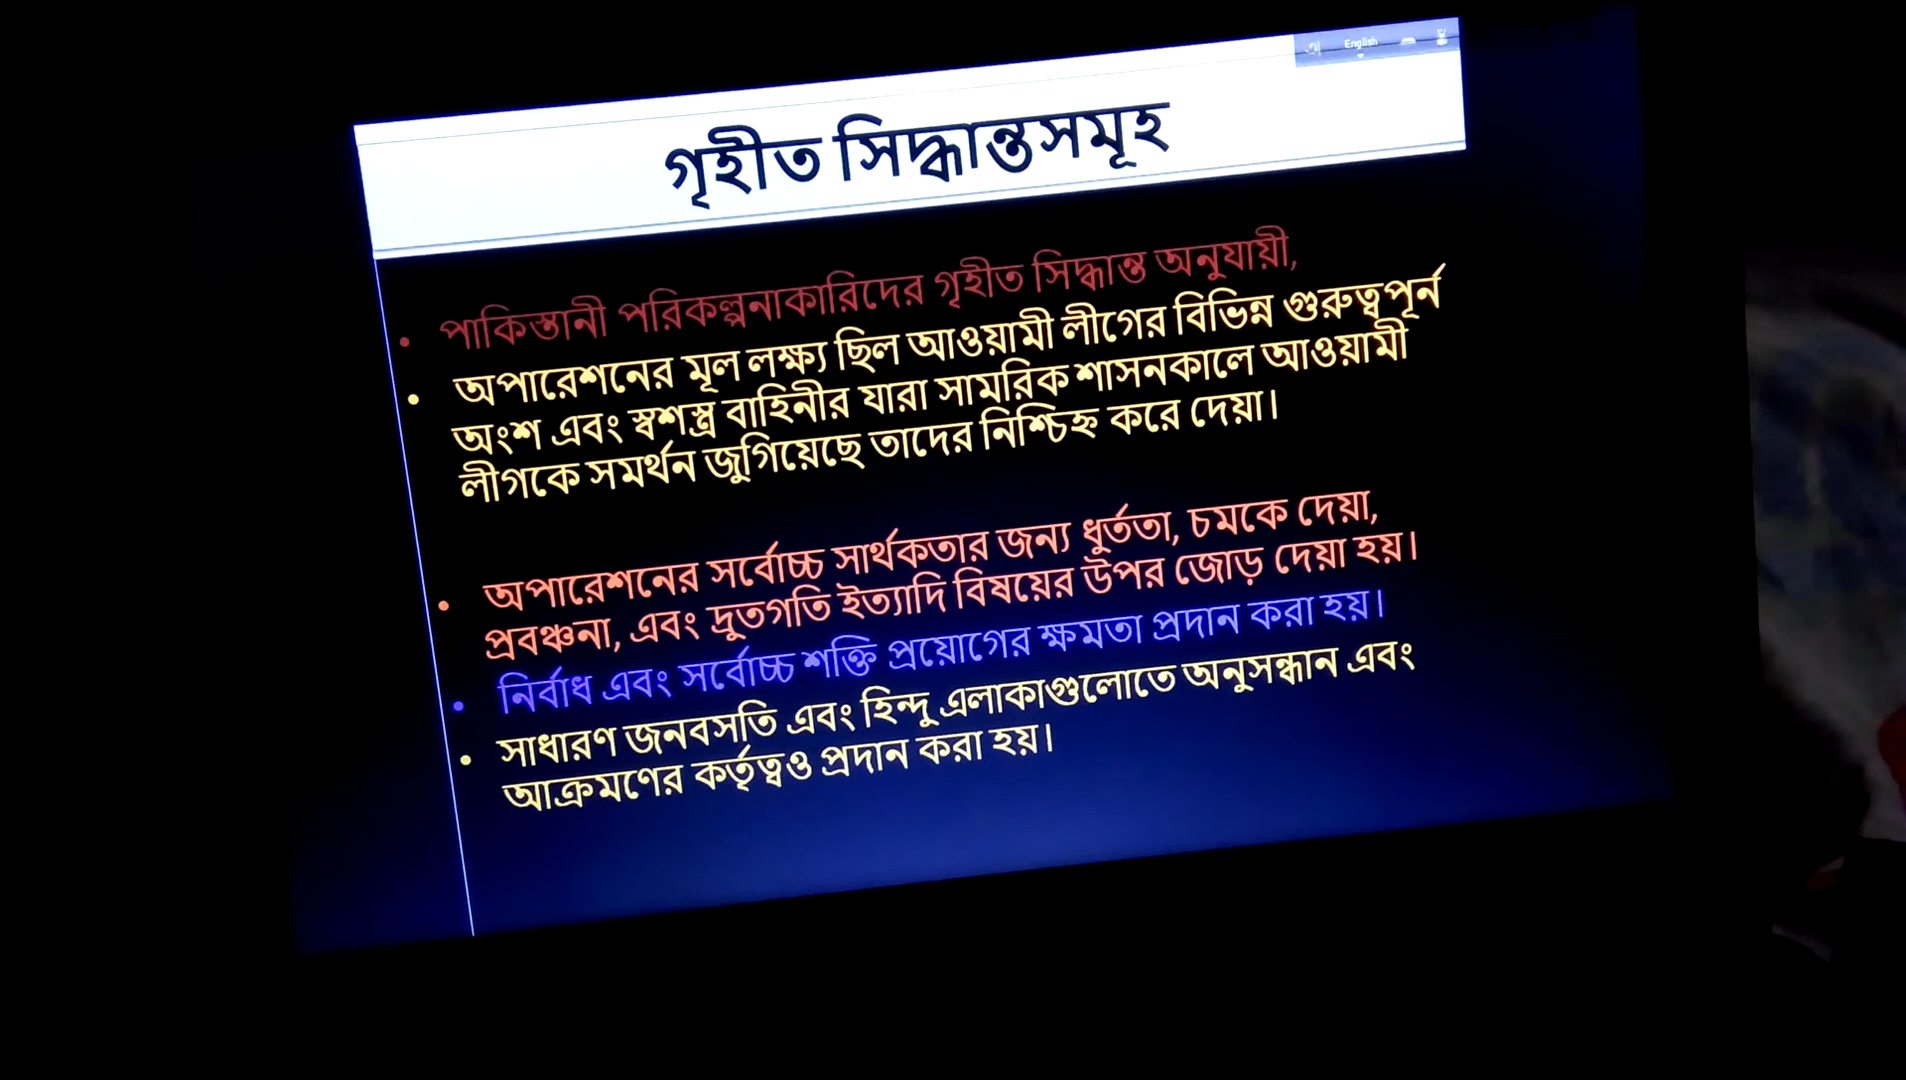 English
গৃহীত সিদ্ধান্তসমূহ
• পাকিস্তানী পরিকল্পনাকারিদের গৃহীত সিদ্ধান্ত অনুযায়ী,
• অপারেশনের মূল লক্ষ্য ছিল আওয়ামী লীগের বিভিন্ন গুরুত্বপূর্ন
অংশ এবং স্বশস্ত্র বাহিনীর যারা সামরিক শাসনকালে আওয়ামী
লীগকে সমর্থন জুগিয়েছে তাদের নিশ্চিহ্ন করে দেয়া।
• অপারেশনের সর্বোচ্চ সার্থকতার জন্য ধুর্ততা, চমকে দেয়া,
প্রবঞ্চনা, এবং দ্রুতগতি ইত্যাদি বিষয়ের উপর জোড় দেয়া হয়।
• নির্বাধ এবং সর্বোচ্চ শক্তি প্রয়োগের ক্ষমতা প্রদান করা হয়।
• সাধারণ জনবসতি এবং হিন্দু এলাকাগুলোতে অনুসন্ধান এবং
আক্রমণের কর্তৃত্বও প্রদান করা হয়।